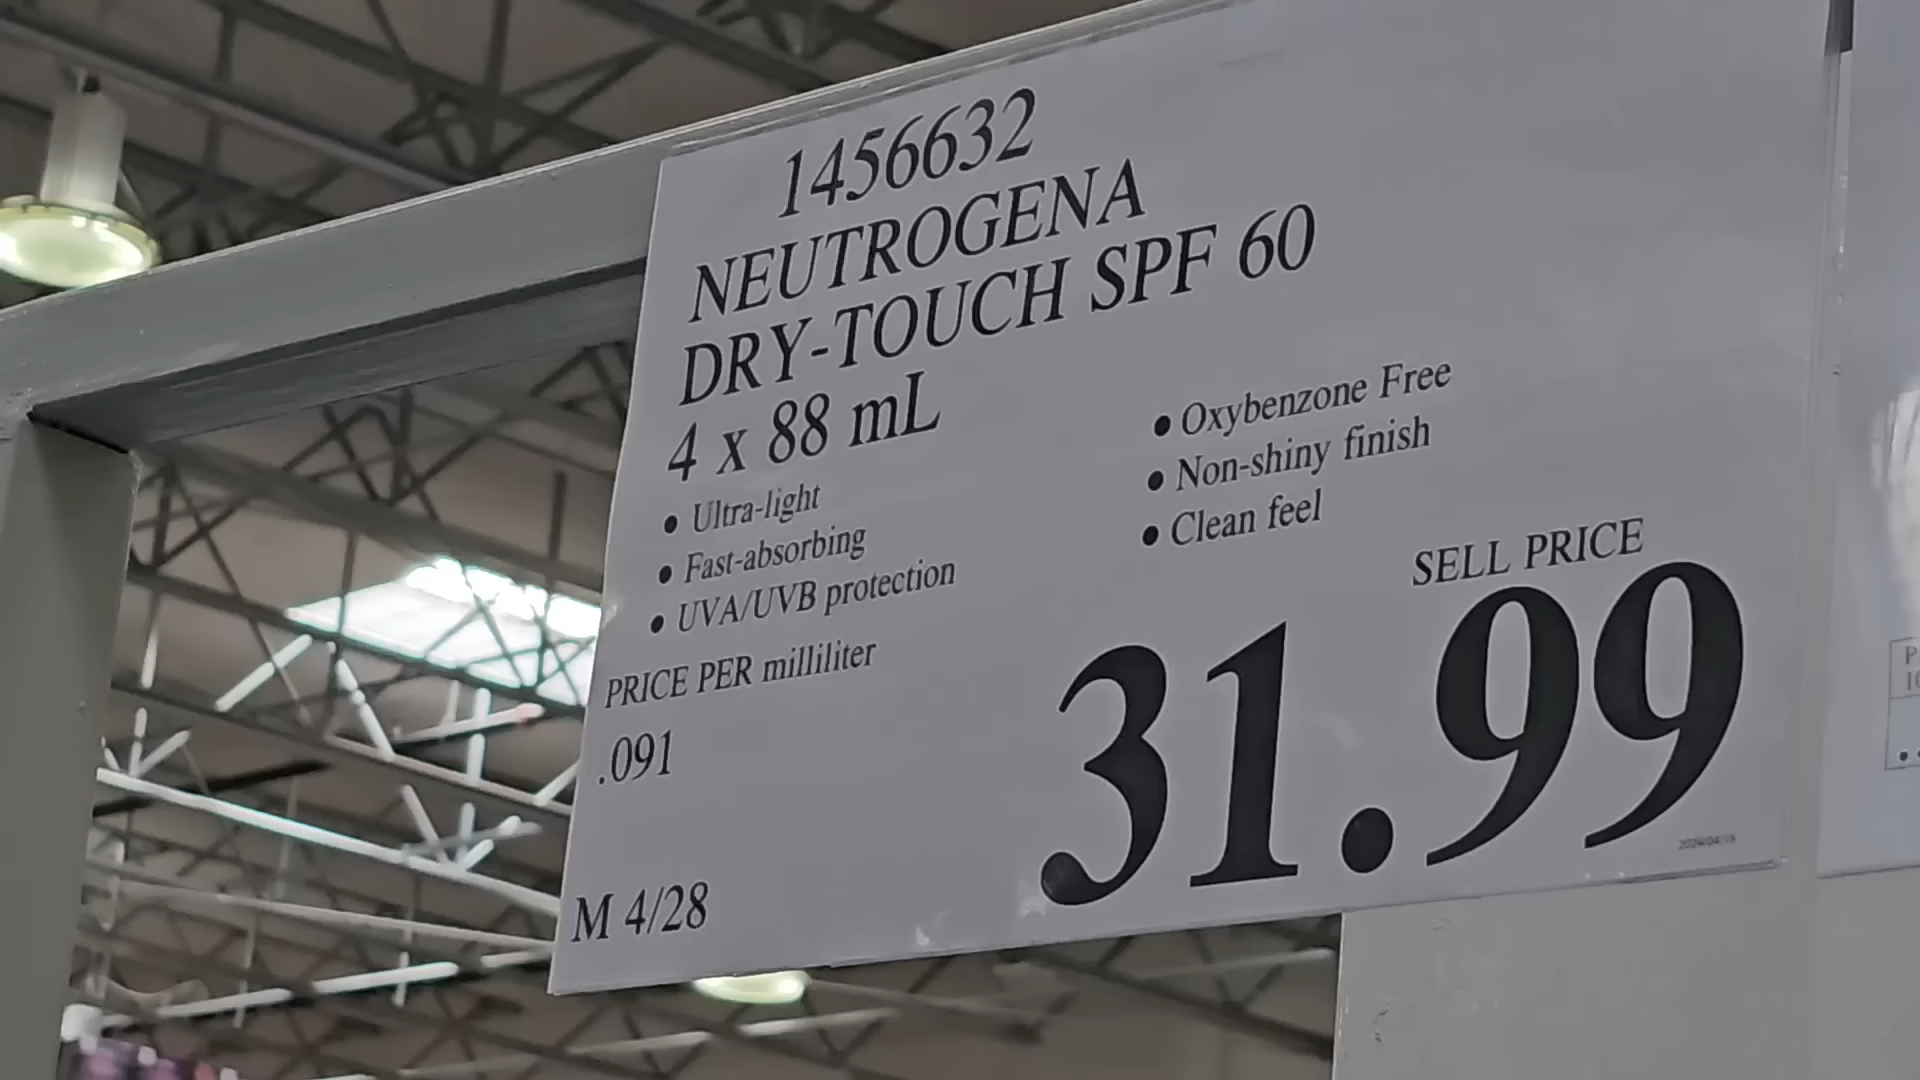 1456632
NEUTROGENA
DRY-TOUCH SPF 60
4 x 88 mL
• Ultra-light
• Fast-absorbing
• UVA/UVB protection
• Oxybenzone Free
• Non-shiny finish
• Clean feel
PRICE PER milliliter
.091
SELL PRICE
31.99
M 4/28